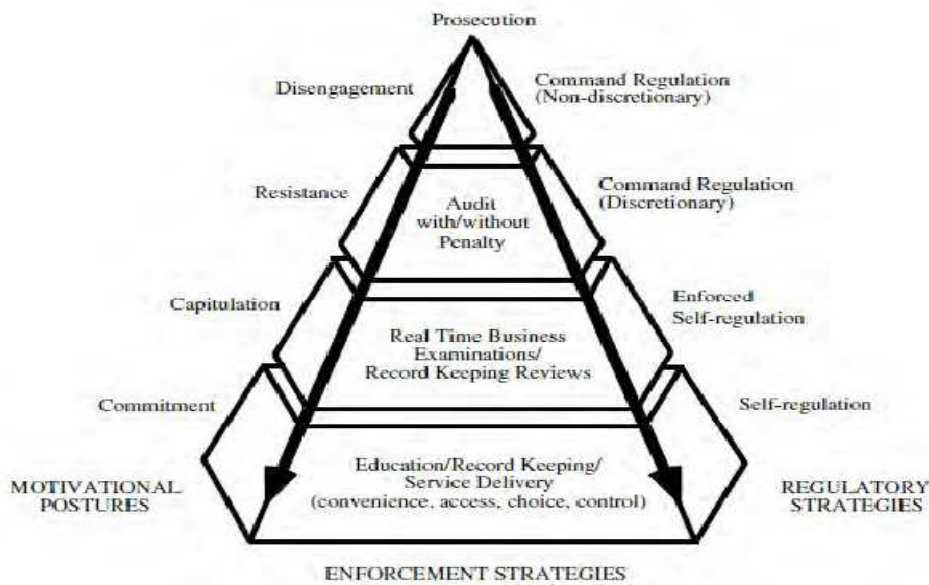 Prosecution
Disengagement
Command Regulation
(Non-discretionary)
Resistance
Command Regulation
(Discretionary)
Audit
with/without
Penalty
Capitulation
Enforced
Self-regulation
Real Time Business
Examinations/
Record Keeping Reviews
Commitment
Self-regulation
Education/Record Keeping/
Service Delivery
(convenience, access, choice, control)
MOTIVATIONAL
POSTURES
REGULATORY
STRATEGIES
ENFORCEMENT STRATEGIES